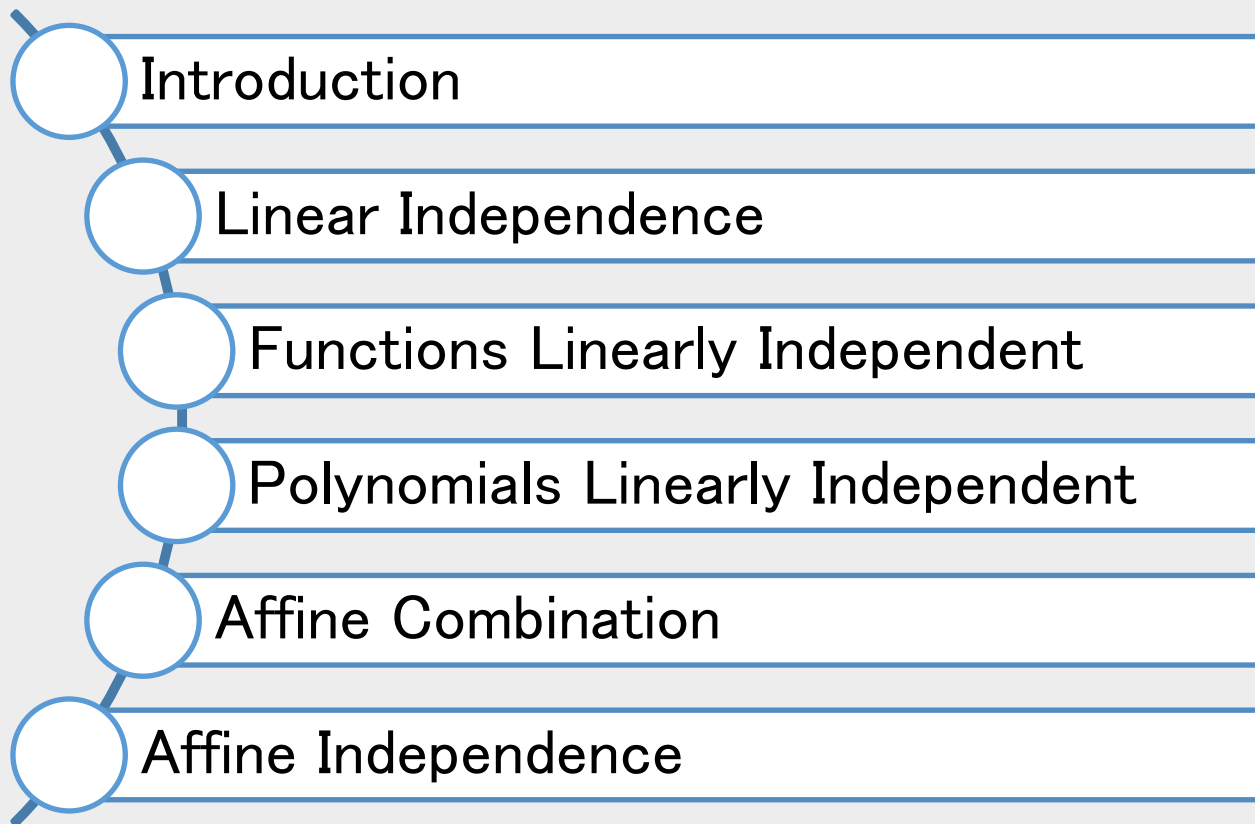 Introduction
Linear Independence
Functions Linearly Independent
Polynomials Linearly Independent
Affine Combination
Affine Independence